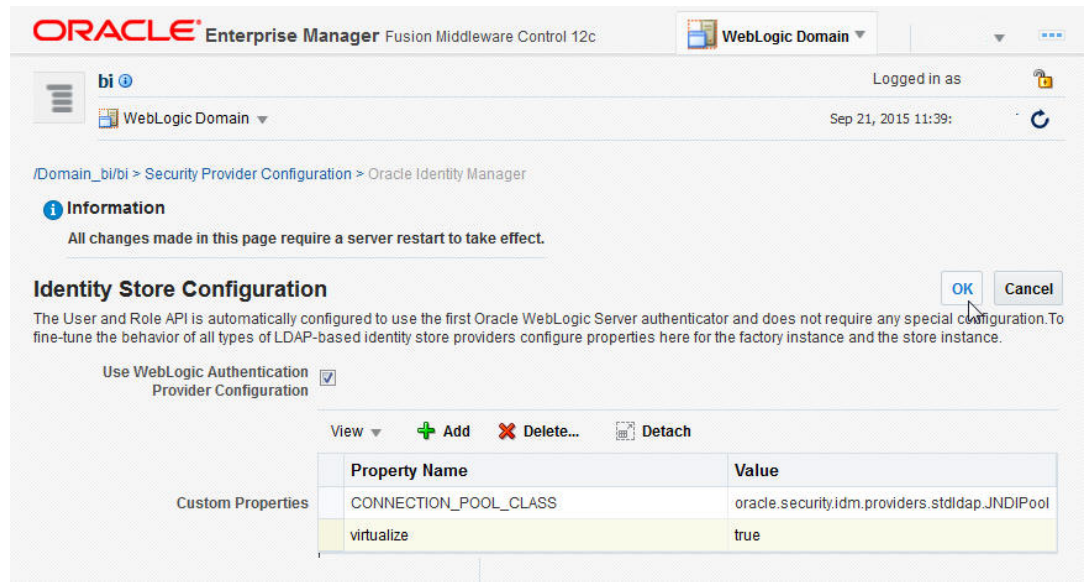 ORACLE Enterprise Manager Fusion Middleware Control 12c
WebLogic Domain
bi
Logged in as
WebLogic Domain
Sep 21, 2015 11:39:
/Domain_bi/bi > Security Provider Configuration > Oracle Identity Manager
Information
All changes made in this page require a server restart to take effect.
Identity Store Configuration
OK
Cancel
The User and Role API is automatically configured to use the first Oracle WebLogic Server authenticator and does not require any special configuration.To
fine-tune the behavior of all types of LDAP-based identity store providers configure properties here for the factory instance and the store instance.
Use WebLogic Authentication
Provider Configuration
View
Add
Delete...
Detach
Property Name
Value
Custom Properties
CONNECTION_POOL_CLASS
oracle.security.idm.providers.stdldap.JNDIPool
virtualize
true